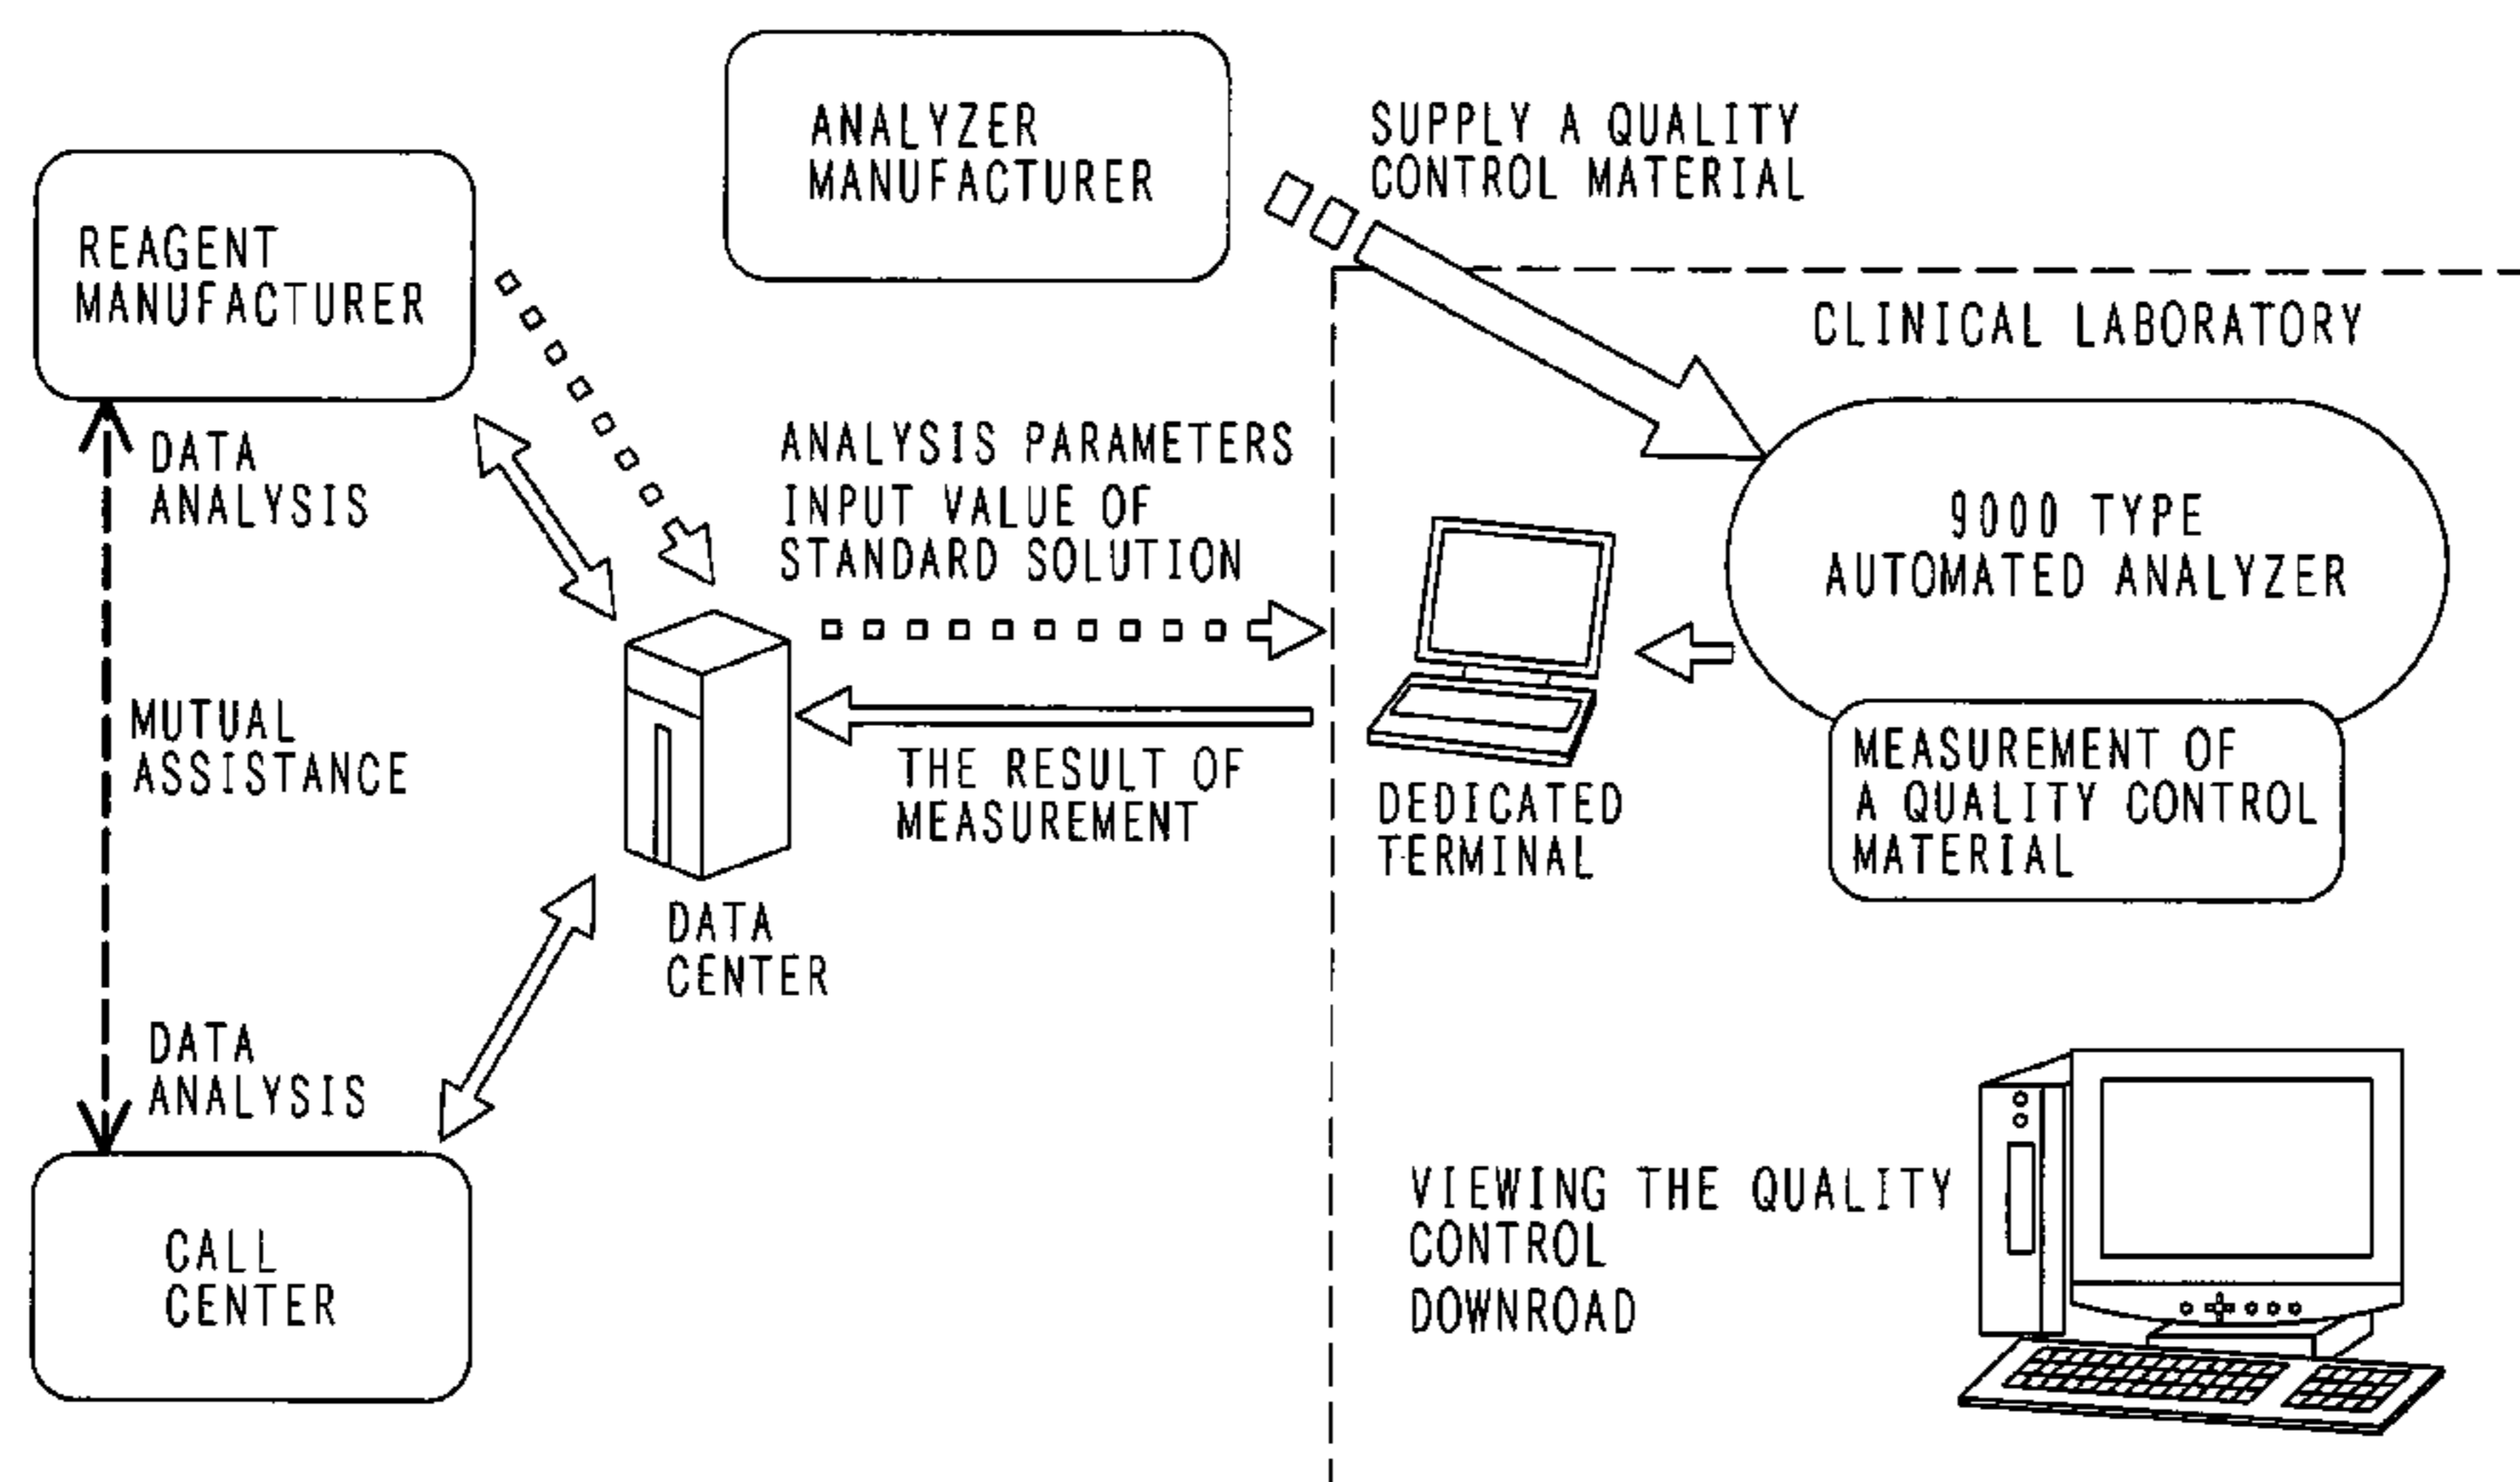 ANALYZER
MANUFACTURER
SUPPLY A QUALITY
CONTROL MATERIAL
REAGENT
MANUFACTURER
CLINICAL LABORATORY
DATA
ANALYSIS
ANALYSIS PARAMETERS
INPUT VALUE OF
STANDARD SOLUTION
9000 TYPE
AUTOMATED ANALYZER
MUTUAL
ASSISTANCE
THE RESULT OF
MEASUREMENT
DEDICATED
TERMINAL
MEASUREMENT OF
A QUALITY CONTROL
MATERIAL
DATA
CENTER
DATA
ANALYSIS
CALL
CENTER
VIEWING THE QUALITY
CONTROL
DOWNROAD